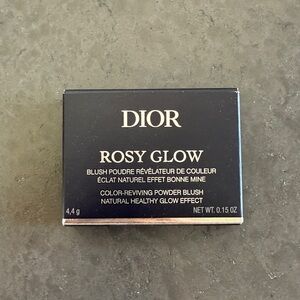 DIOR
ROSY GLOW
BLUSH POUDRE RÉVÉLATEUR DE COULEUR
ÉCLAT NATUREL EFFET BONNE MINE
COLOR-REVIVING POWDER BLUSH
NATURAL HEALTHY GLOW EFFECT
4,4 g NET WT. 0.15 OZ